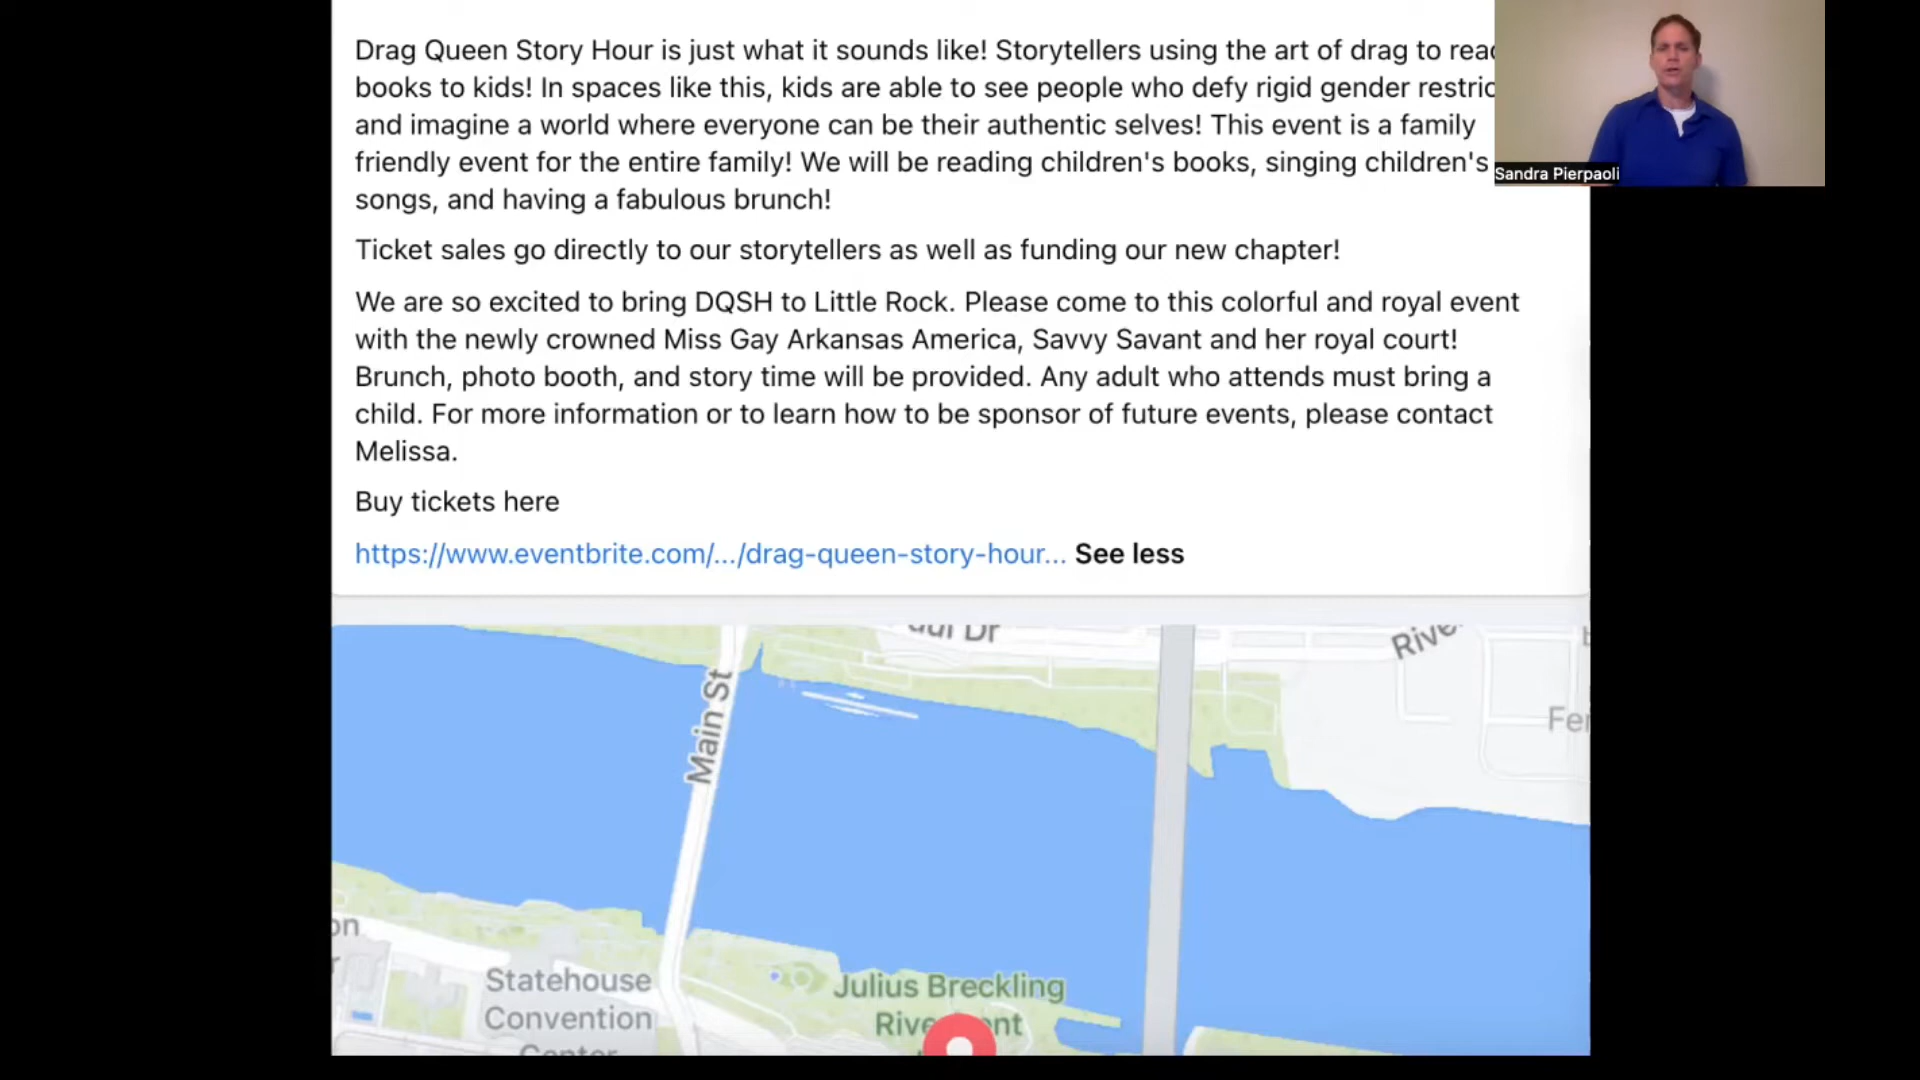 Drag Queen Story Hour is just what it sounds like! Storytellers using the art of drag to read
books to kids! In spaces like this, kids are able to see people who defy rigid gender
and imagine a world where everyone can be their authentic selves! This event is a family
friendly event for the entire family! We will be reading children's books, singing children's
songs, and having a fabulous brunch!
Ticket sales go directly to our storytellers as well as funding our new chapter!
We are so excited to bring DQSH to Little Rock. Please come to this colorful and royal event
with the newly crowned Miss Gay Arkansas America, Savvy Savant and her royal court!
Brunch, photo booth, and story time will be provided. Any adult who attends must bring a
child. For more information or to learn how to be sponsor of future events, please contact
Melissa.
Buy tickets here
https://www.eventbrite.com/.../drag-queen-story-hour... See less
Sandra Pierpaoli
Dr
Main St
Statehouse
Convention
Center
Julius Breckling